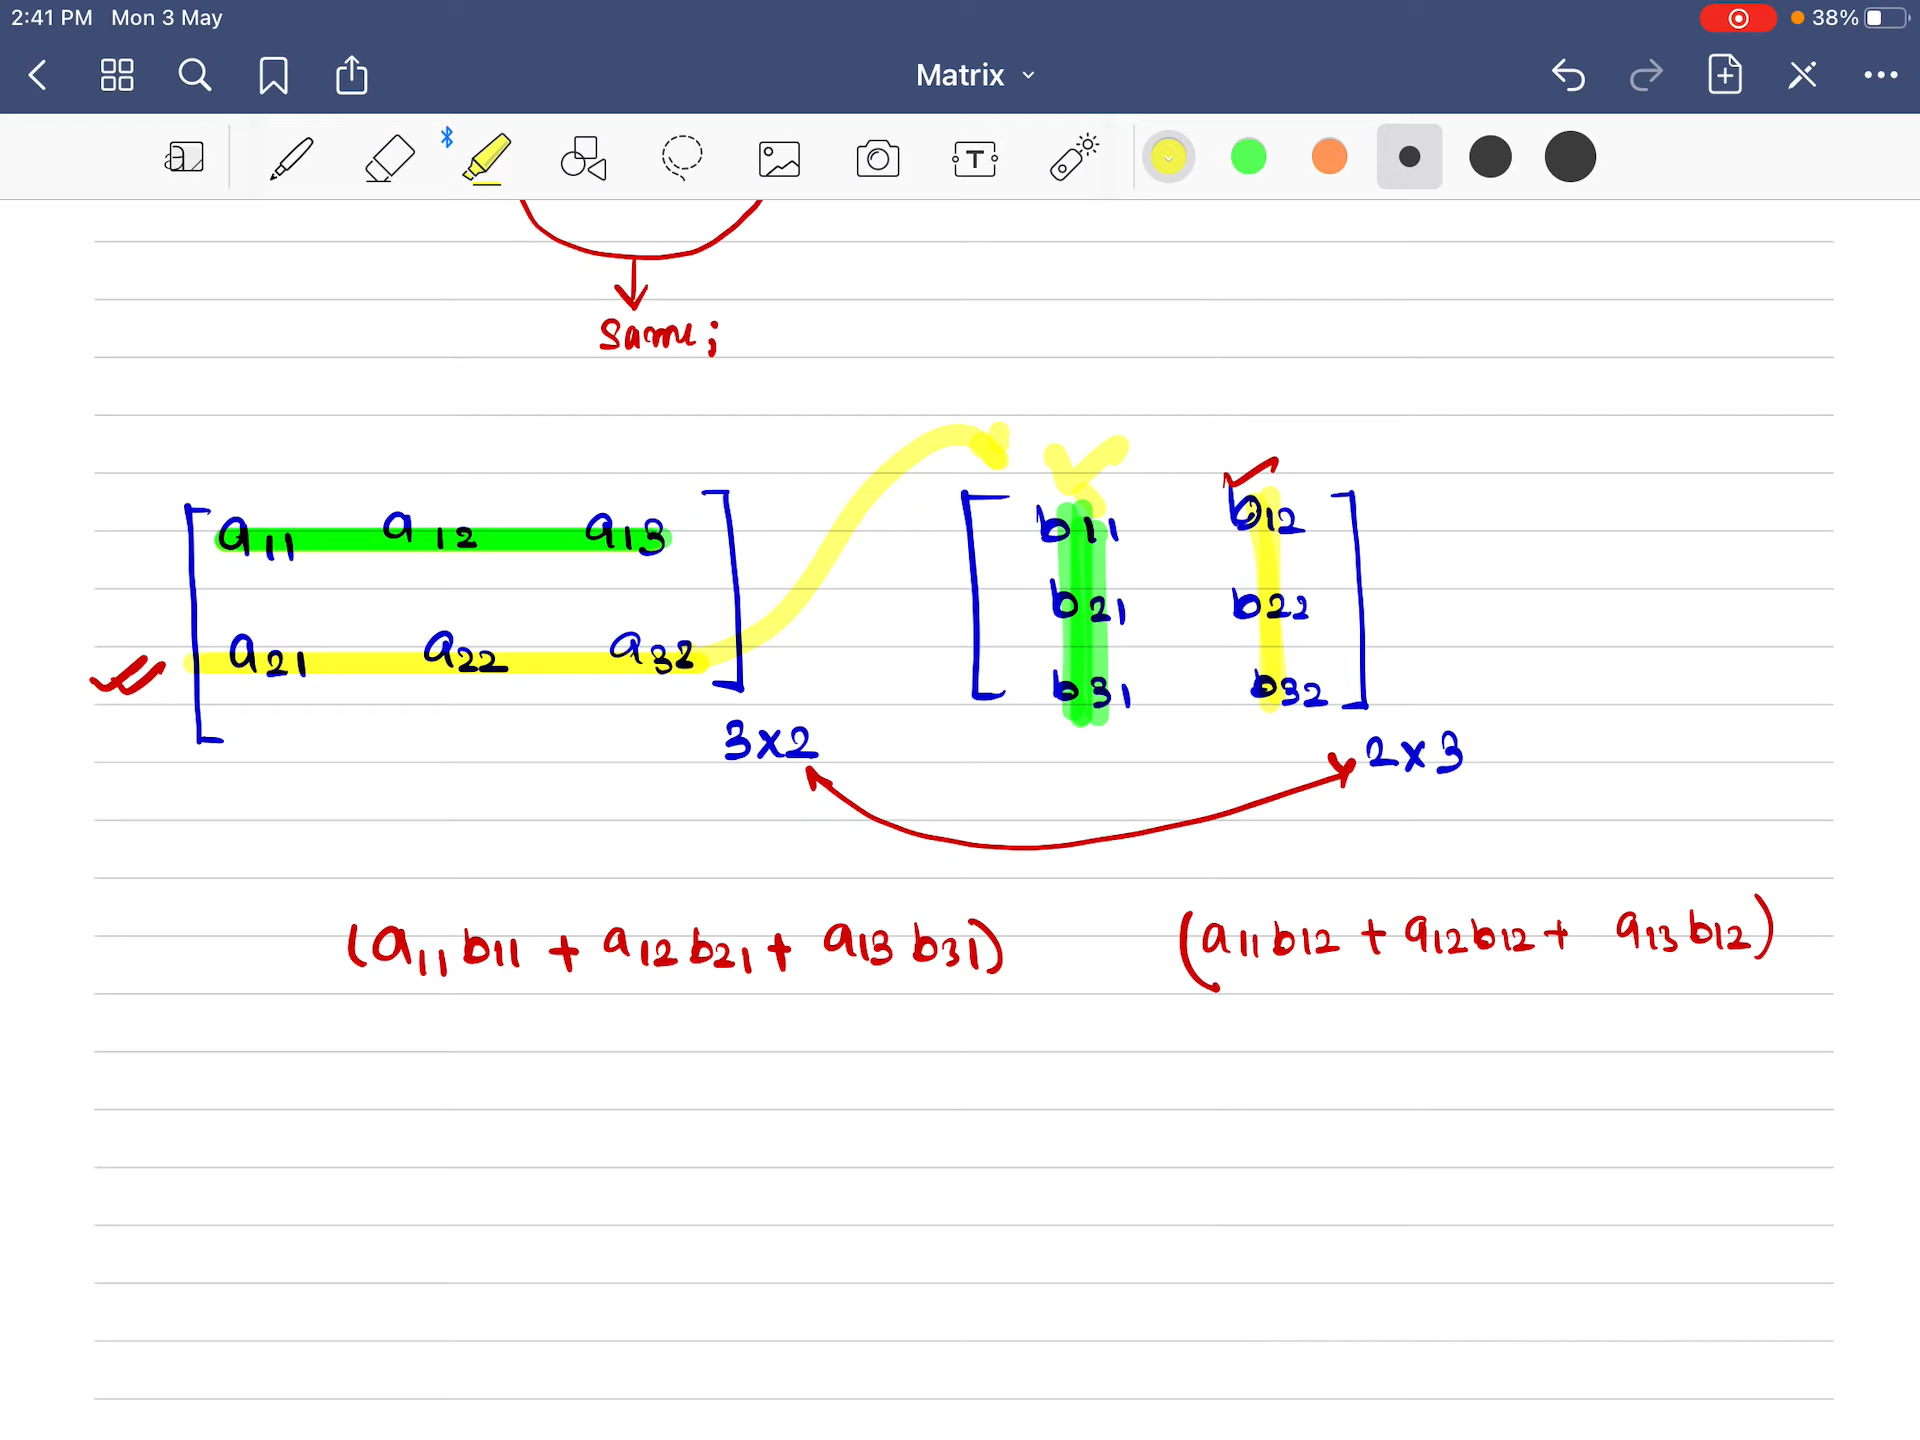 2:41 PM Mon 3 May 38%
Matrix
a T
Same;
a11 a12 a13 b11 b12
b21 b22
a21 a22 a32 b31 b32
3x2 2x3
(a11 b11 + a12 b21 + a13 b31) (a11 b12 + a12 b12 + a13 b12)